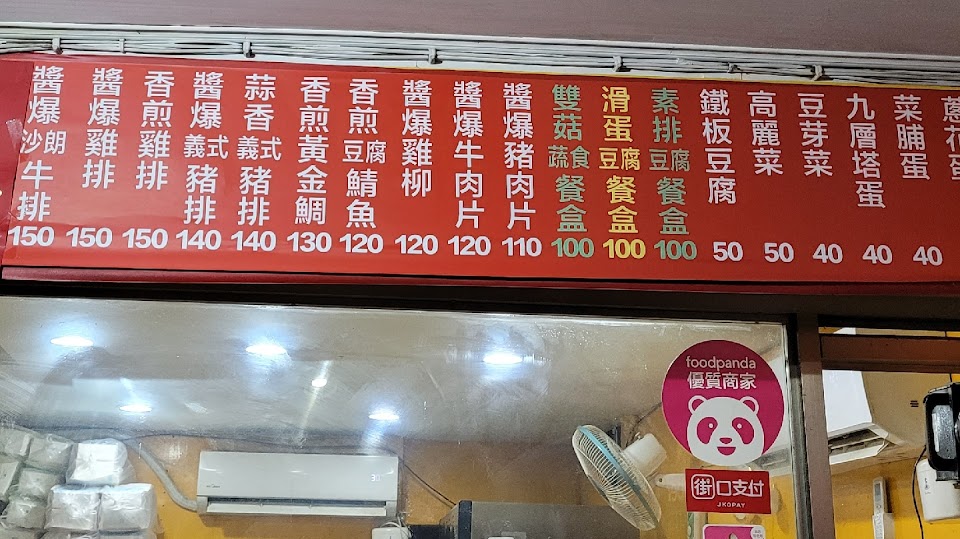 醬爆沙朗牛排 150
醬爆雞排 150
香煎雞排 150
醬爆義式豬排 140
蒜香義式豬排 140
香煎黃金鯛 130
香煎豆腐鯖魚 120
醬爆雞柳 120
醬爆牛肉片 120
醬爆豬肉片 110
雙菇蔬食餐盒 100
滑蛋豆腐餐盒 100
素排豆腐餐盒 100
鐵板豆腐 50
高麗菜 50
豆芽菜 40
九層塔蛋 40
菜脯蛋 40
蔥花蛋
foodpanda
優質商家
街口支付
JKOPAY